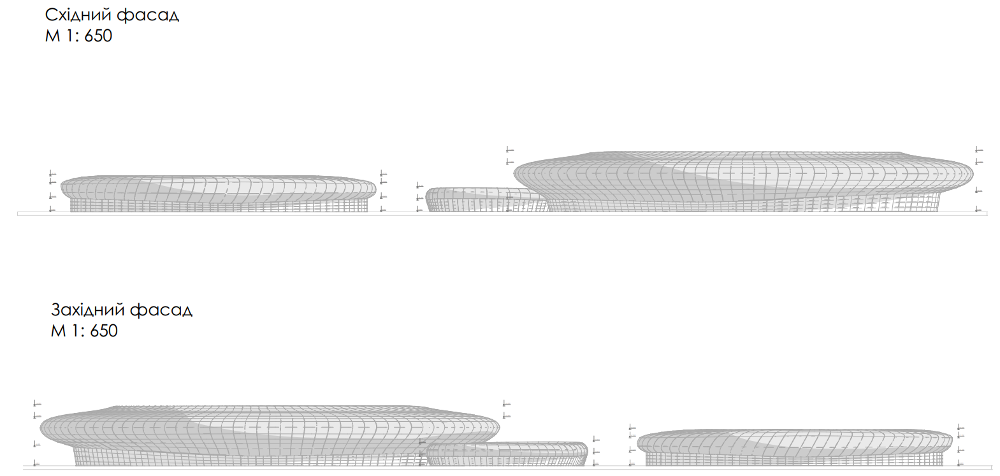 Східний фасад
М 1: 650
Західний фасад
М 1: 650